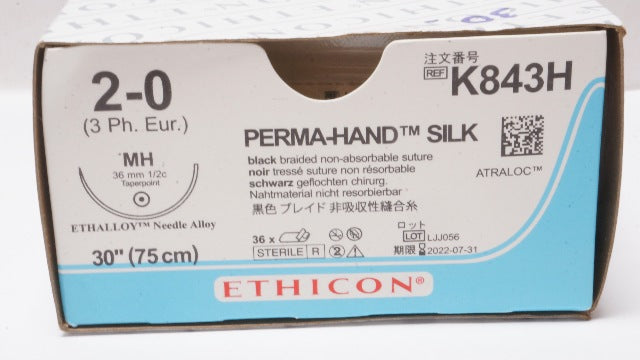 2-0
(3 Ph. Eur.)
MH
36 mm 1/2c
Taperpoint
ETHALLOY™ Needle Alloy
30" (75 cm)
注文番号
REF K843H
PERMA-HAND™ SILK
black braided non-absorbable suture
noir tressé suture non résorbable
schwarz geflochten chirurg.
Nahtmaterial nicht resorbierbar
黒色 ブレイド 非吸収性縫合糸
ATRALOC™
36 x
STERILE R
2
ロット
LOT LJJ056
期限 2022-07-31
ETHICON®